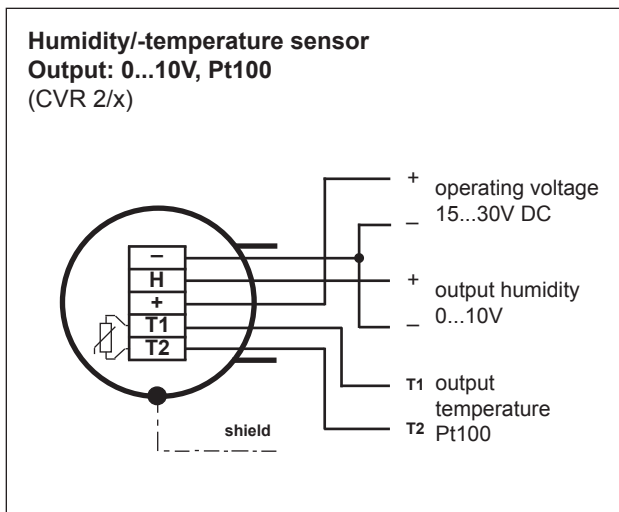 Humidity/-temperature sensor
Output: 0...10V, Pt100
(CVR 2/x)
+ operating voltage
15...30V DC
–
–
H
+
T1
T2
+ output humidity
0...10V
–
T1 output
temperature
T2 Pt100
shield